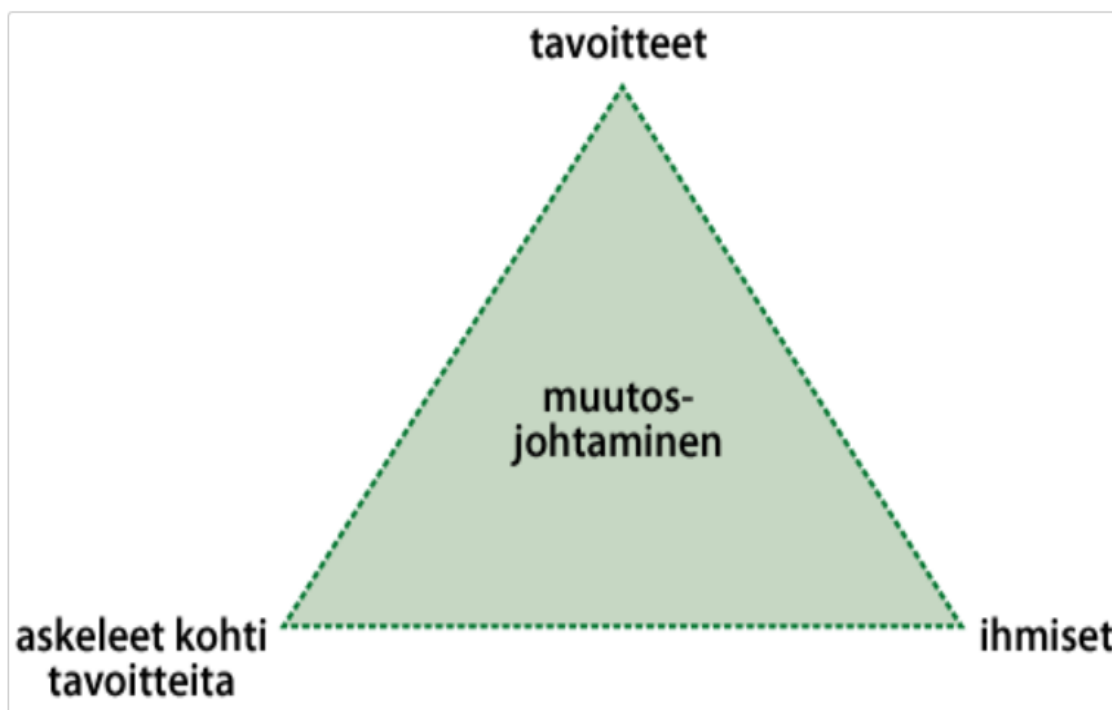 tavoitteet
muutos-
johtaminen
askeleet kohti
tavoitteita
ihmiset